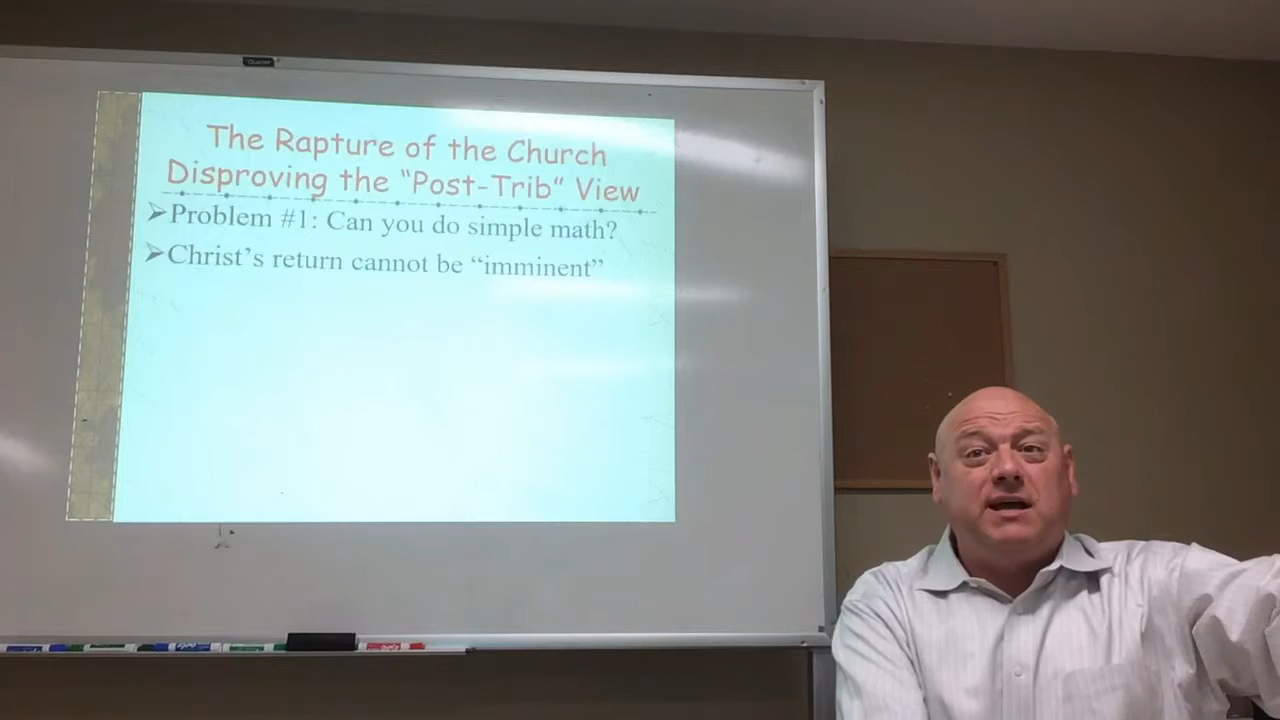 Quartet
The Rapture of the Church
Disproving the “Post-Trib” View
➢Problem #1: Can you do simple math?
➢Christ’s return cannot be “imminent”